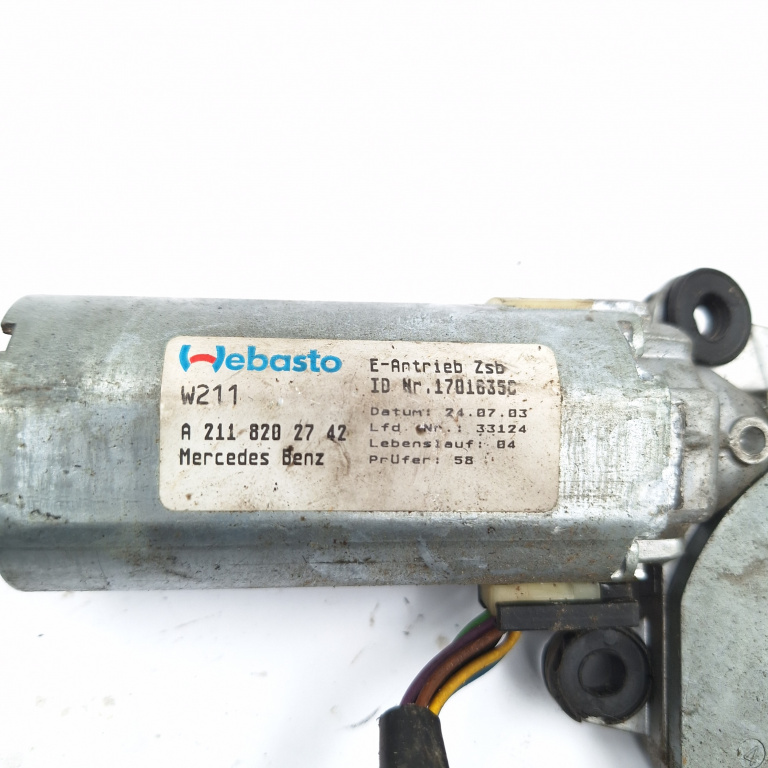 Webasto
W211
A 211 820 27 42
Mercedes Benz
E-Antrieb Zsb
ID Nr.1701635C
Datum: 24.07.03
Lfd. Nr.: 33124
Lebenslauf: 04
Prüfer: 58